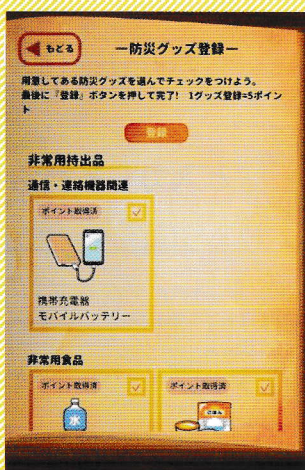 もどる
ー防災グッズ登録ー
用意してある防災グッズを選んでチェックをつけよう。
最後に『登録』ボタンを押して完了! 1グッズ登録=5ポイン
ト
登録
非常用持出品
通信・連絡機器関連
ポイント取得済
携帯充電器
モバイルバッテリー
非常用食品
ポイント取得済
ポイント取得済
水
ごはん